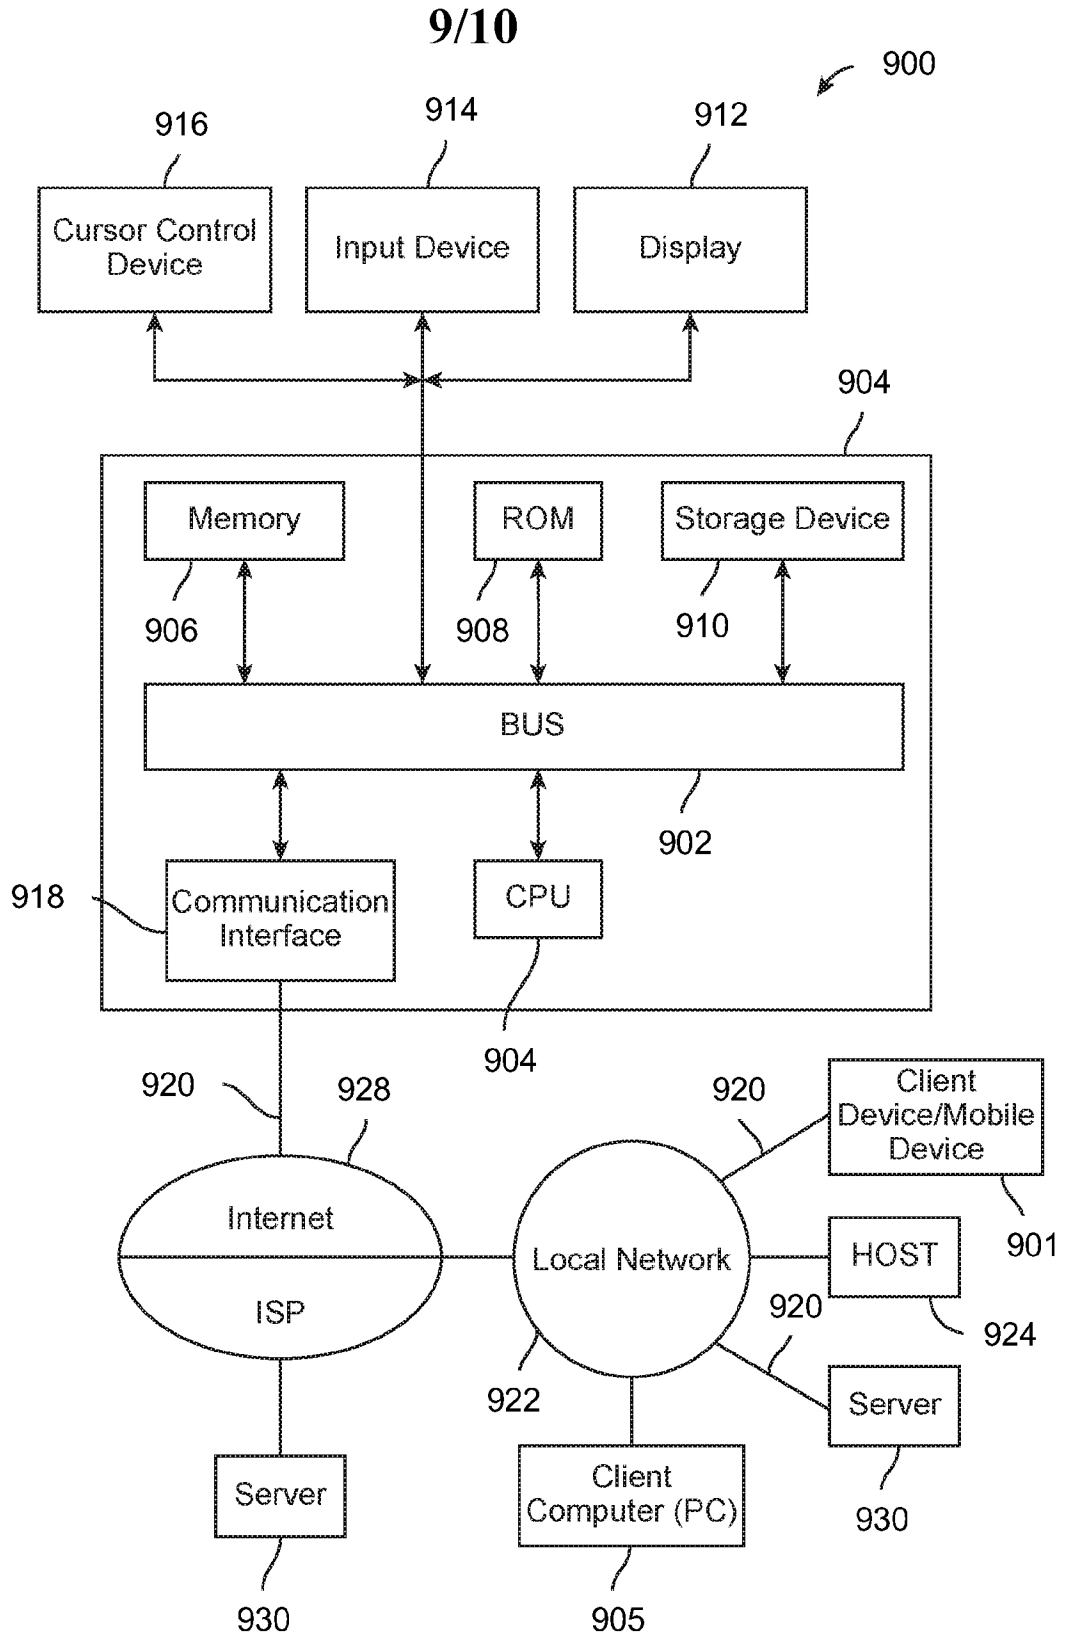 9/10
900
916
914
912
Cursor Control
Device
Input Device
Display
904
Memory
ROM
Storage Device
906
908
910
BUS
902
918
Communication
Interface
CPU
904
920
928
920
Client
Device/Mobile
Device
901
Internet
ISP
Local Network
HOST
924
920
922
Server
930
Server
930
Client
Computer (PC)
905